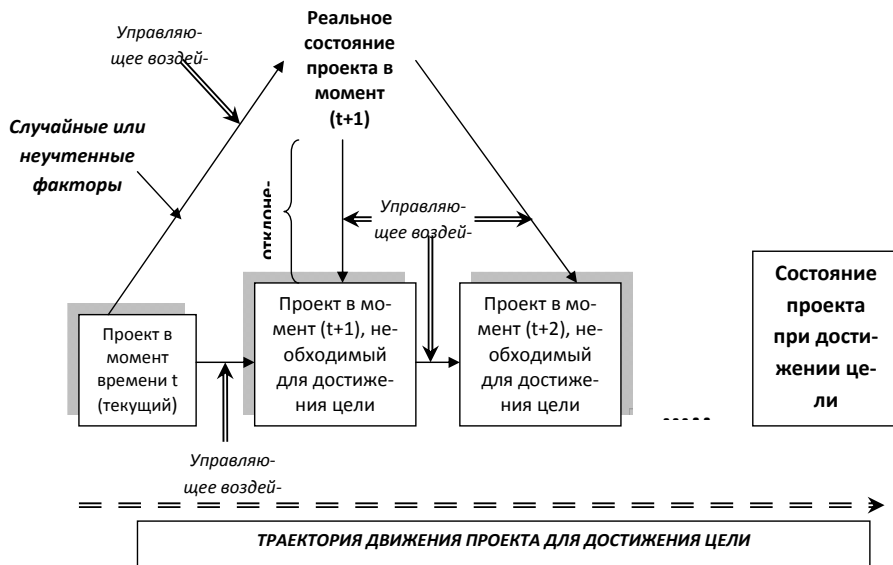 Управляю-
щее воздей-
Реальное
состояние
проекта в
момент
(t+1)
Случайные или
неучтенные
факторы
отклоне-
Управляю-
щее воздей-
Проект в
момент
времени t
(текущий)
Проект в мо-
мент (t+1), не-
обходимый
для достиже-
ния цели
Проект в мо-
мент (t+2), не-
обходимый
для достиже-
ния цели
Состояние
проекта
при дости-
жении це-
ли
Управляю-
щее воздей-
ТРАЕКТОРИЯ ДВИЖЕНИЯ ПРОЕКТА ДЛЯ ДОСТИЖЕНИЯ ЦЕЛИ